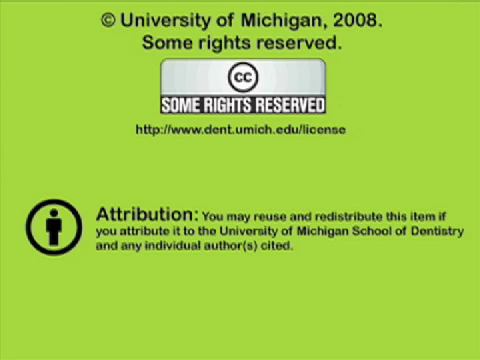 © University of Michigan, 2008.
Some rights reserved.
cc
SOME RIGHTS RESERVED
http://www.dent.umich.edu/license
Attribution: You may reuse and redistribute this item if
you attribute it to the University of Michigan School of Dentistry
and any individual author(s) cited.